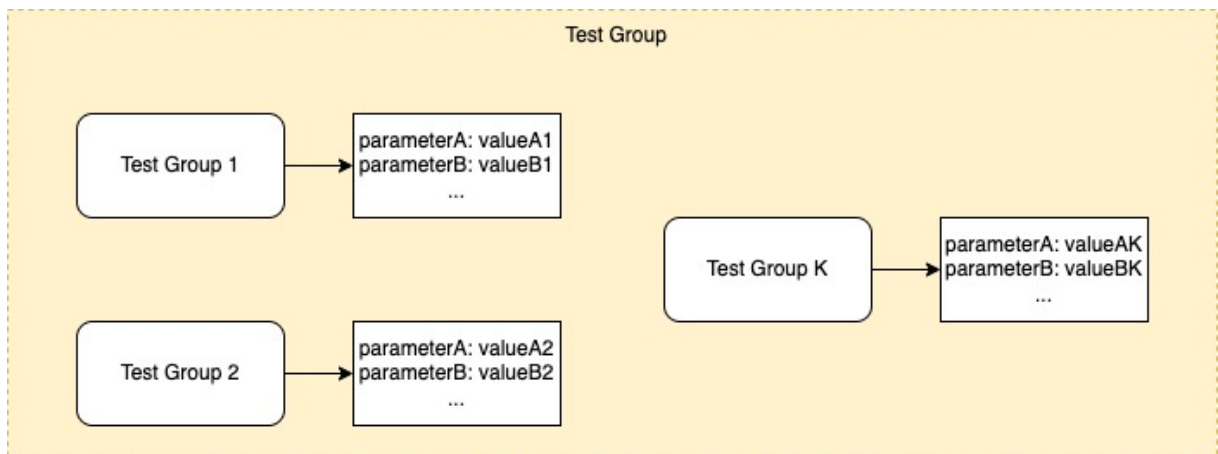 Test Group
Test Group 1
parameterA: valueA1
parameterB: valueB1
...
Test Group K
parameterA: valueAK
parameterB: valueBK
...
Test Group 2
parameterA: valueA2
parameterB: valueB2
...